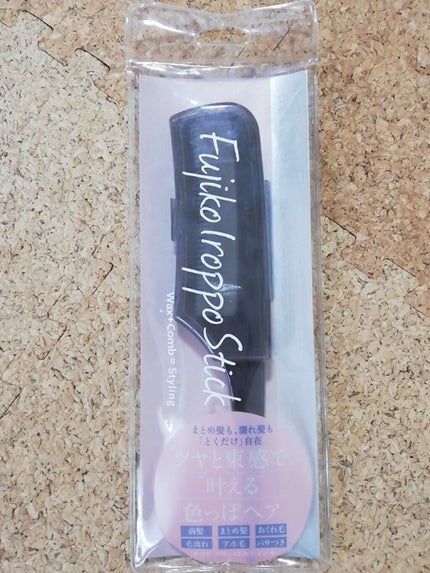 Fujiko Iroppo Stick
Wax+Comb=Styling
まとめ髪も、濡れ髪も
「とくだけ」自在
ツヤと束感で
"叶える"
色っぽヘア
前髪 まとめ髪 おくれ毛
毛流れ アホ毛 パサつき